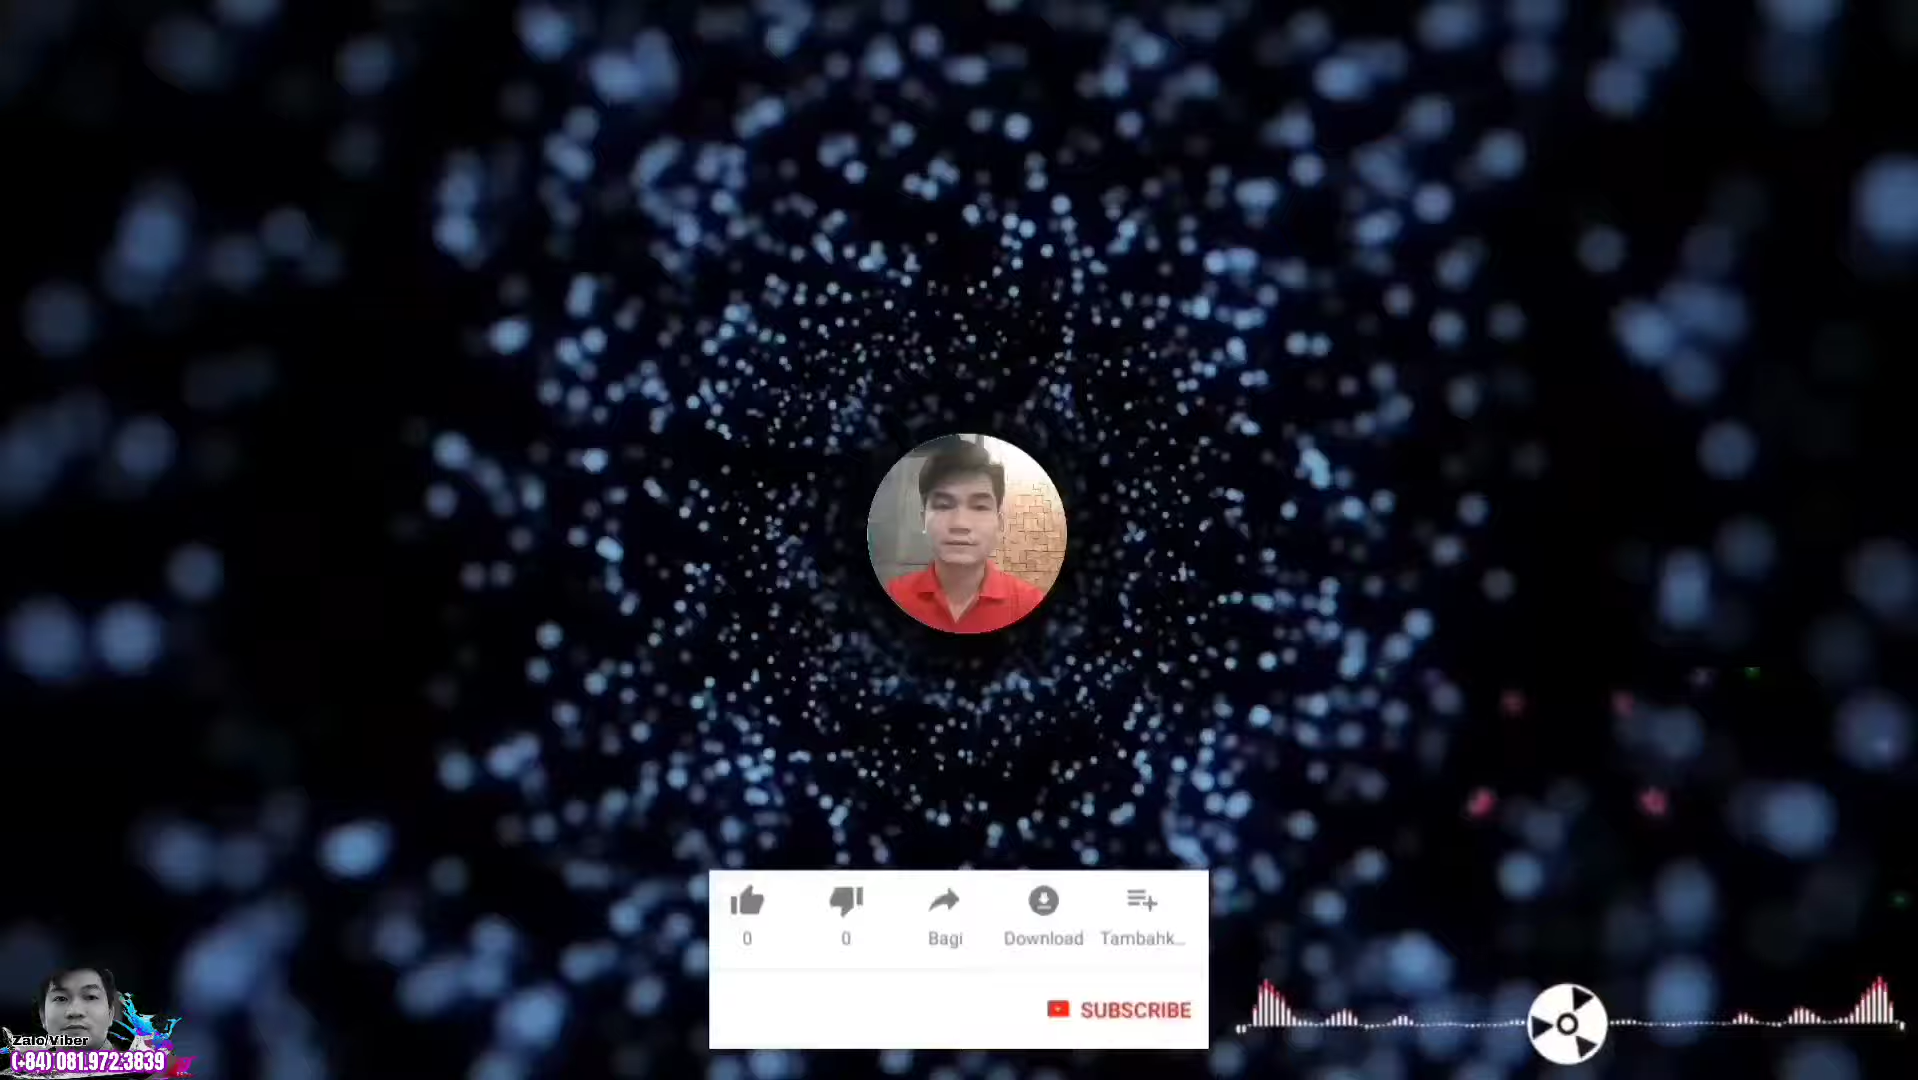 0
0
Bagi
Download
Tambahk...
SUBSCRIBE
Zalo/Viber
(+84) 081.972.3839